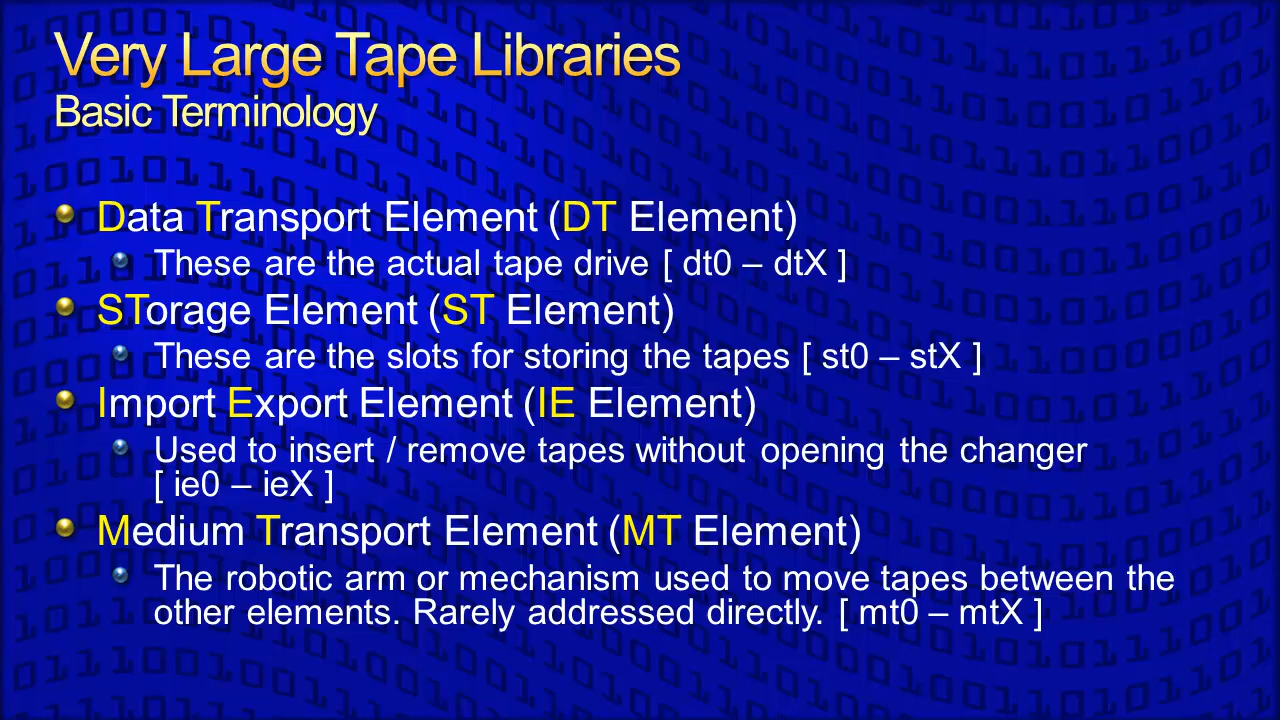 Very Large Tape Libraries
Basic Terminology
Data Transport Element (DT Element)
These are the actual tape drive [ dt0 – dtX ]
STorage Element (ST Element)
These are the slots for storing the tapes [ st0 – stX ]
Import Export Element (IE Element)
Used to insert / remove tapes without opening the changer
[ ie0 – ieX ]
Medium Transport Element (MT Element)
The robotic arm or mechanism used to move tapes between the
other elements. Rarely addressed directly. [ mt0 – mtX ]